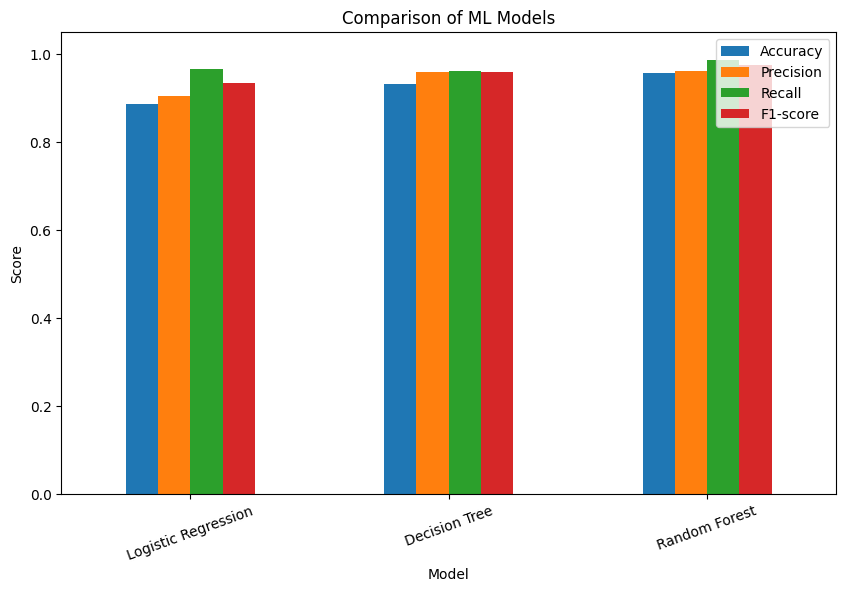 Comparison of ML Models
Accuracy
Precision
Recall
F1-score
Score
1.0
0.8
0.6
0.4
0.2
0.0
Logistic Regression
Decision Tree
Random Forest
Model